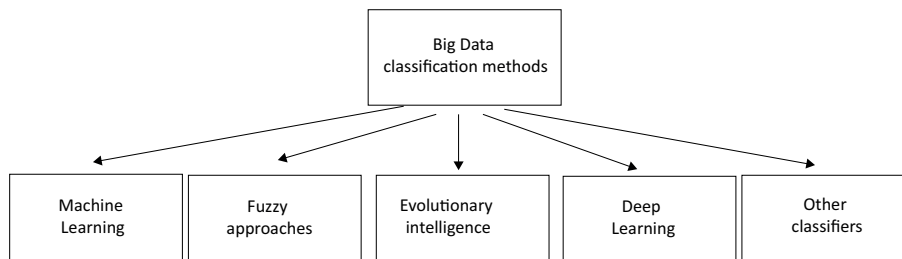 Big Data
classification methods
Machine
Learning
Fuzzy
approaches
Evolutionary
intelligence
Deep
Learning
Other
classifiers